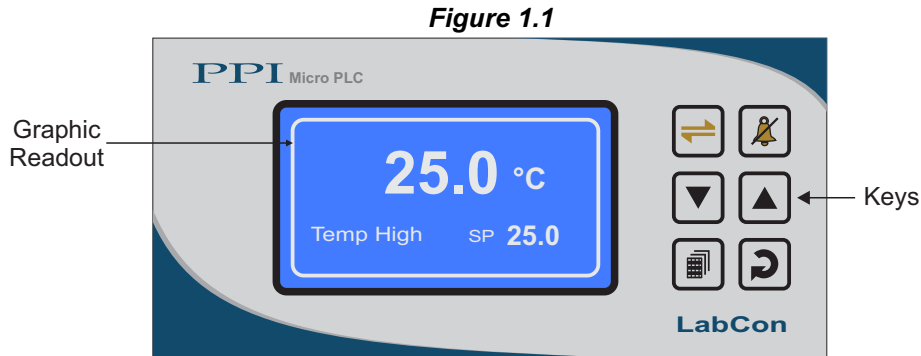 Figure 1.1
PPI Micro PLC
Graphic
Readout
25.0 °C
Temp High SP 25.0
Keys
LabCon